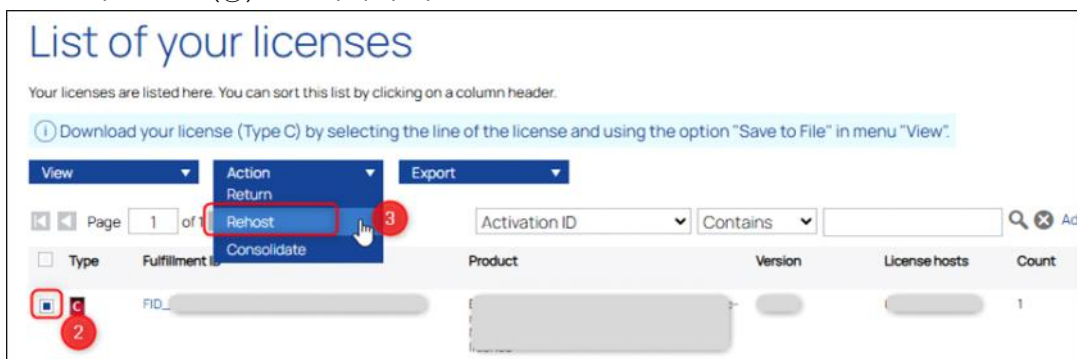 List of your licenses
Your licenses are listed here. You can sort this list by clicking on a column header.
i Download your license (Type C) by selecting the line of the license and using the option "Save to File" in menu "View".
View Action Export
Return
Page 1 of 1 Rehost 3 Activation ID Contains
Consolidate
Type Fulfillment Product Version License hosts Count
C FID_ 1
2